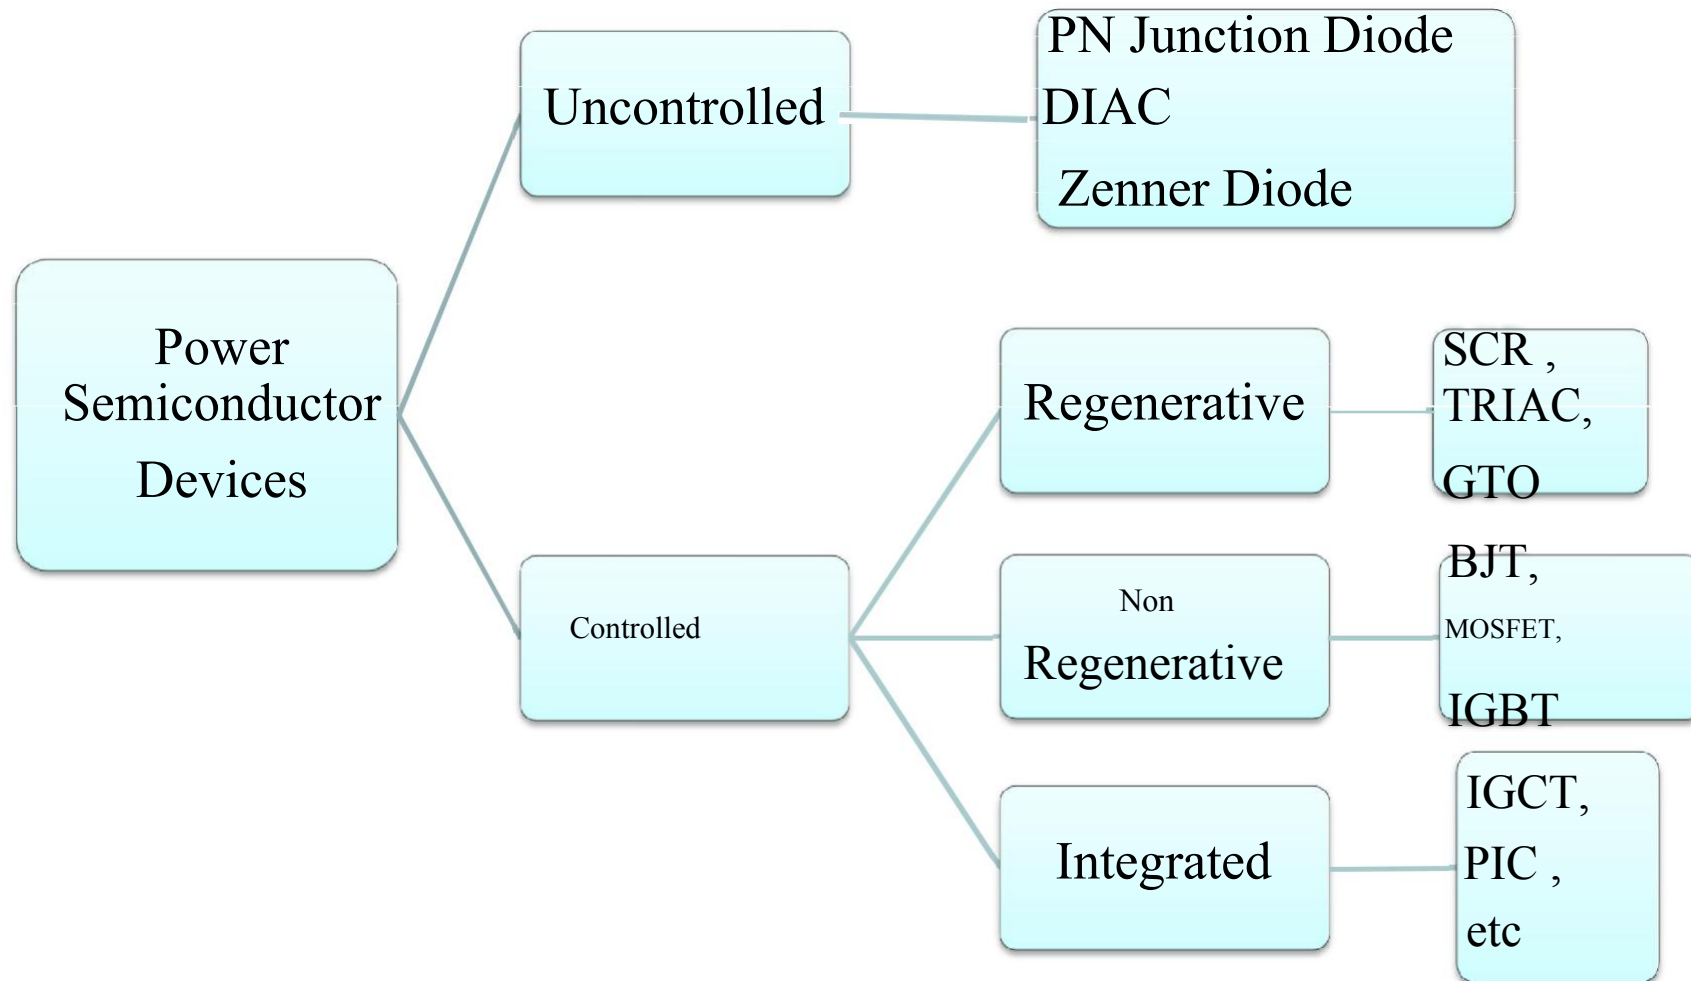 Power
Semiconductor
Devices
Uncontrolled
PN Junction Diode
DIAC
Zenner Diode
Controlled
Regenerative
SCR ,
TRIAC,
GTO
Non
Regenerative
BJT,
MOSFET,
IGBT
Integrated
IGCT,
PIC ,
etc